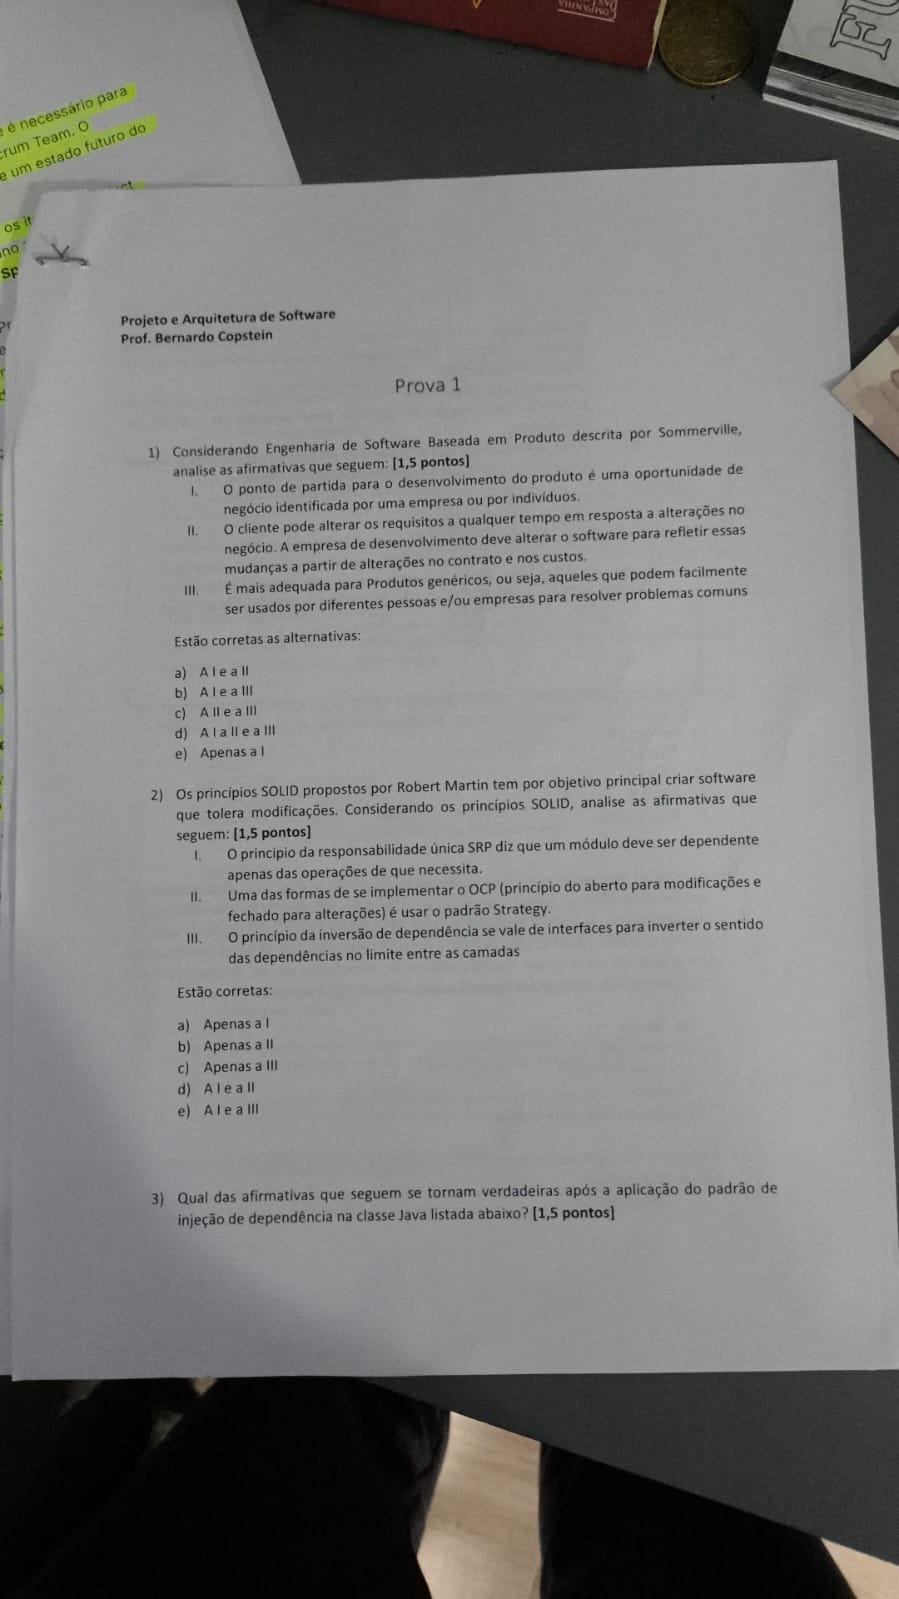 é necessário para
rum Team. O
e um estado futuro do
os it
no
Projeto e Arquitetura de Software
Prof. Bernardo Copstein
Prova 1
1) Considerando Engenharia de Software Baseada em Produto descrita por Sommerville,
analise as afirmativas que seguem: [1,5 pontos]
I. O ponto de partida para o desenvolvimento do produto é uma oportunidade de
negócio identificada por uma empresa ou por indivíduos.
II. O cliente pode alterar os requisitos a qualquer tempo em resposta a alterações no
negócio. A empresa de desenvolvimento deve alterar o software para refletir essas
mudanças a partir de alterações no contrato e nos custos.
III. É mais adequada para Produtos genéricos, ou seja, aqueles que podem facilmente
ser usados por diferentes pessoas e/ou empresas para resolver problemas comuns
Estão corretas as alternativas:
a) A I e a II
b) A I e a III
c) A II e a III
d) A I a II e a III
e) Apenas a I
2) Os princípios SOLID propostos por Robert Martin tem por objetivo principal criar software
que tolera modificações. Considerando os princípios SOLID, analise as afirmativas que
seguem: [1,5 pontos]
I. O princípio da responsabilidade única SRP diz que um módulo deve ser dependente
apenas das operações de que necessita.
II. Uma das formas de se implementar o OCP (princípio do aberto para modificações e
fechado para alterações) é usar o padrão Strategy.
III. O princípio da inversão de dependência se vale de interfaces para inverter o sentido
das dependências no limite entre as camadas
Estão corretas:
a) Apenas a I
b) Apenas a II
c) Apenas a III
d) A I e a II
e) A I e a III
3) Qual das afirmativas que seguem se tornam verdadeiras após a aplicação do padrão de
injeção de dependência na classe Java listada abaixo? [1,5 pontos]